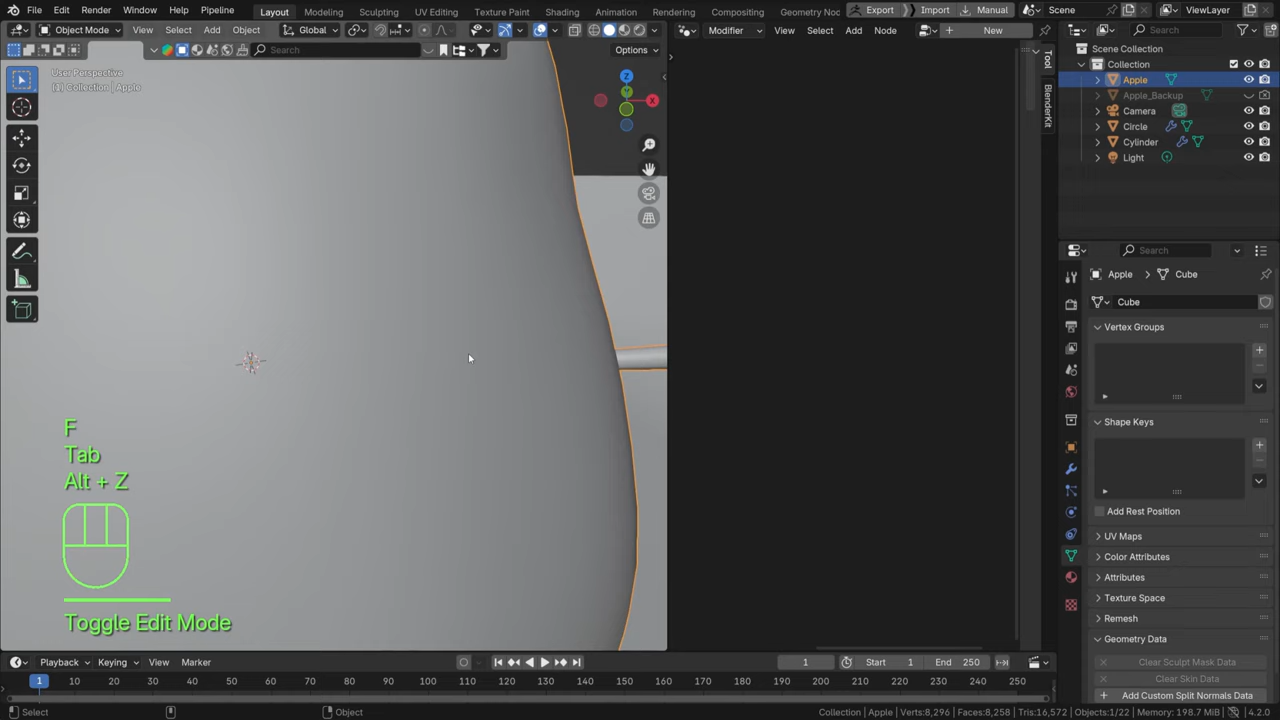 File Edit Render Window Help Pipeline Layout Modeling Sculpting UV Editing Texture Paint Shading Animation Rendering Compositing Geometry No Export Import Manual Scene ViewLayer
Object Mode View Select Add Object Global Modifier View Select Add Node New Search
Search Options
User Perspective
(1) Collection | Apple
Z
X
Tool
BlenderKit
Scene Collection
Collection
Apple
Apple_Backup
Camera
Circle
Cylinder
Light
Search
Apple > Cube
Cube
Vertex Groups
Shape Keys
Add Rest Position
UV Maps
Color Attributes
Attributes
Texture Space
Remesh
Geometry Data
Clear Sculpt Mask Data
Clear Skin Data
Add Custom Split Normals Data
F
Tab
Alt + Z
Toggle Edit Mode
Playback Keying View Marker 1 Start 1 End 250
1 10 20 30 40 50 60 70 80 90 100 110 120 130 140 150 160 170 180 190 200 210 220 230 240 250
Select Object Collection | Apple Verts:8,296 Faces:8,258 Tris:16,572 Objects:1/22 Memory: 198.7 MiB 4.2.0